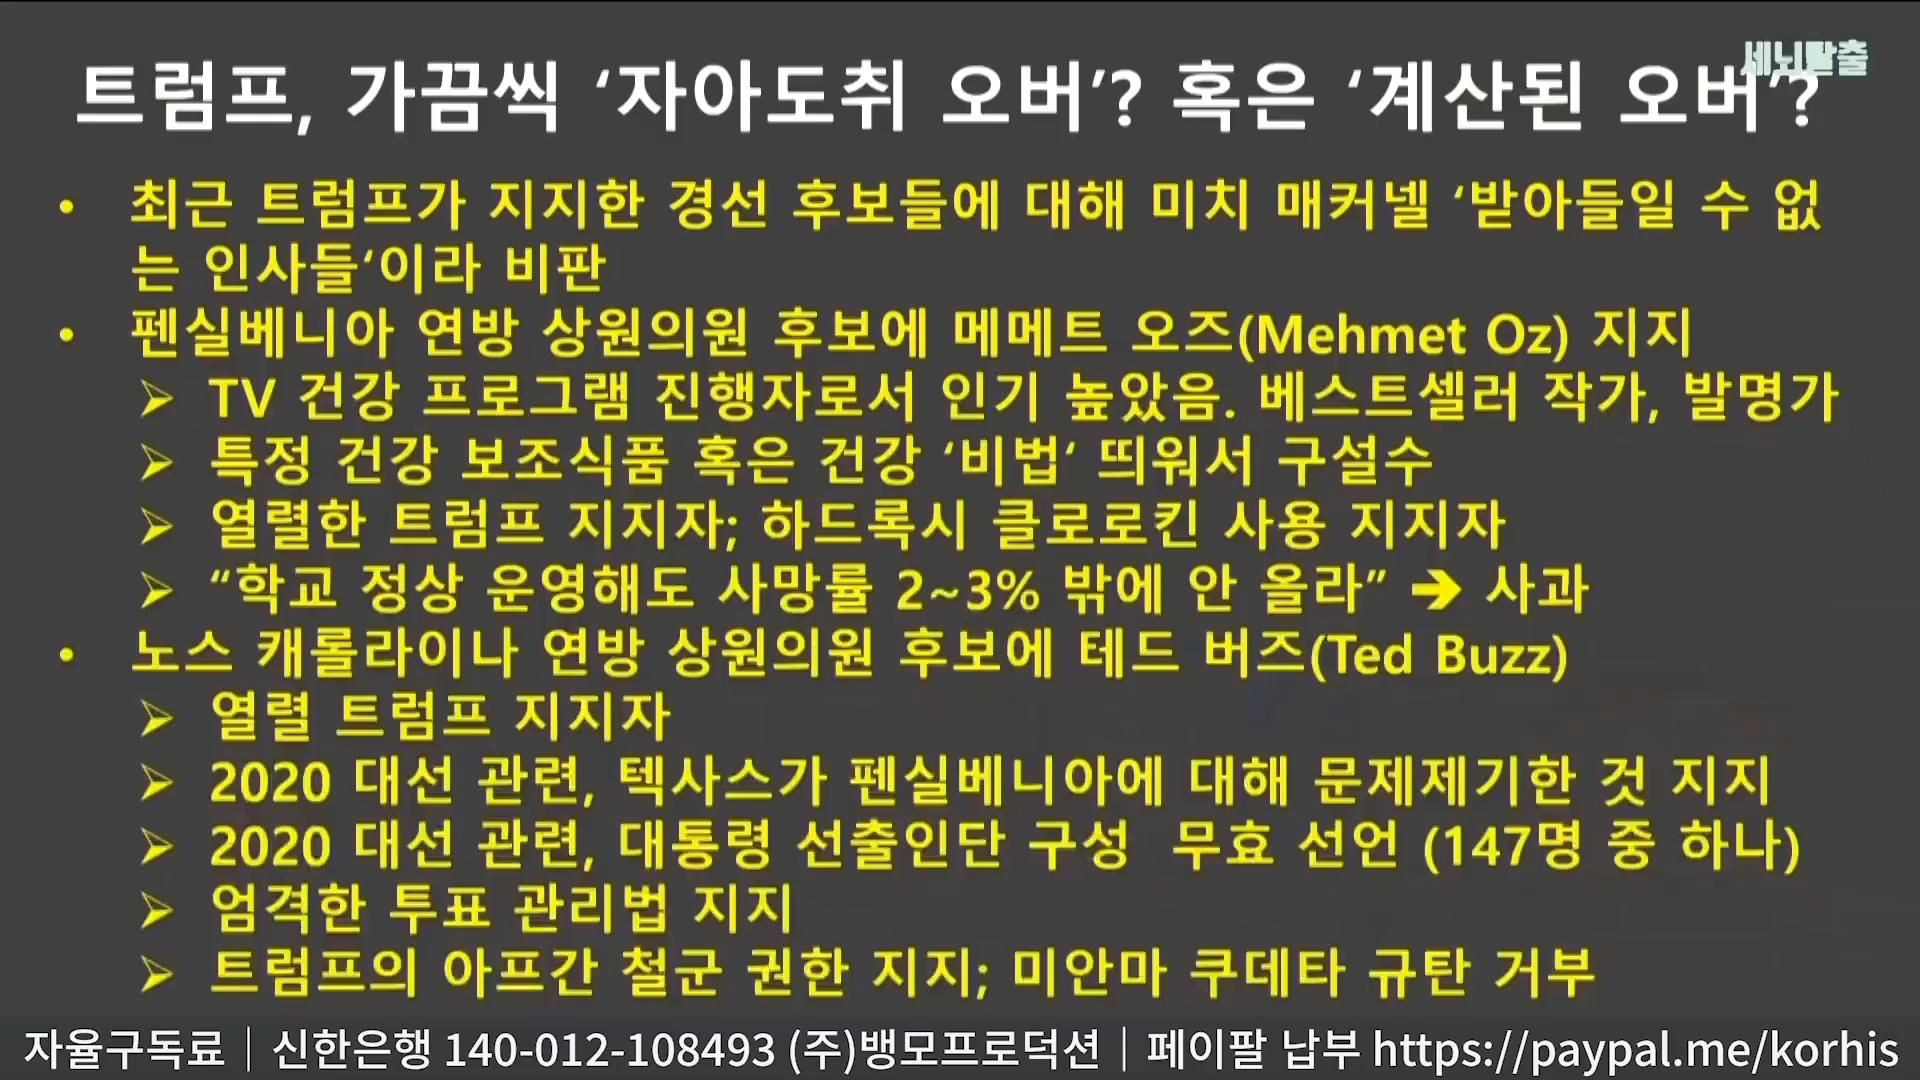 세뇌탈출
트럼프, 가끔씩 ‘자아도취 오버’? 혹은 ‘계산된 오버’?
• 최근 트럼프가 지지한 경선 후보들에 대해 미치 매커넬 ‘받아들일 수 없
는 인사들‘이라 비판
• 펜실베니아 연방 상원의원 후보에 메메트 오즈(Mehmet Oz) 지지
➢ TV 건강 프로그램 진행자로서 인기 높았음. 베스트셀러 작가, 발명가
➢ 특정 건강 보조식품 혹은 건강 ‘비법‘ 띄워서 구설수
➢ 열렬한 트럼프 지지자; 하드록시 클로로킨 사용 지지자
➢ “학교 정상 운영해도 사망률 2~3% 밖에 안 올라” ➔ 사과
• 노스 캐롤라이나 연방 상원의원 후보에 테드 버즈(Ted Buzz)
➢ 열렬 트럼프 지지자
➢ 2020 대선 관련, 텍사스가 펜실베니아에 대해 문제제기한 것 지지
➢ 2020 대선 관련, 대통령 선출인단 구성 무효 선언 (147명 중 하나)
➢ 엄격한 투표 관리법 지지
➢ 트럼프의 아프간 철군 권한 지지; 미안마 쿠데타 규탄 거부
자율구독료 | 신한은행 140-012-108493 (주)뱅모프로덕션 | 페이팔 납부 https://paypal.me/korhis